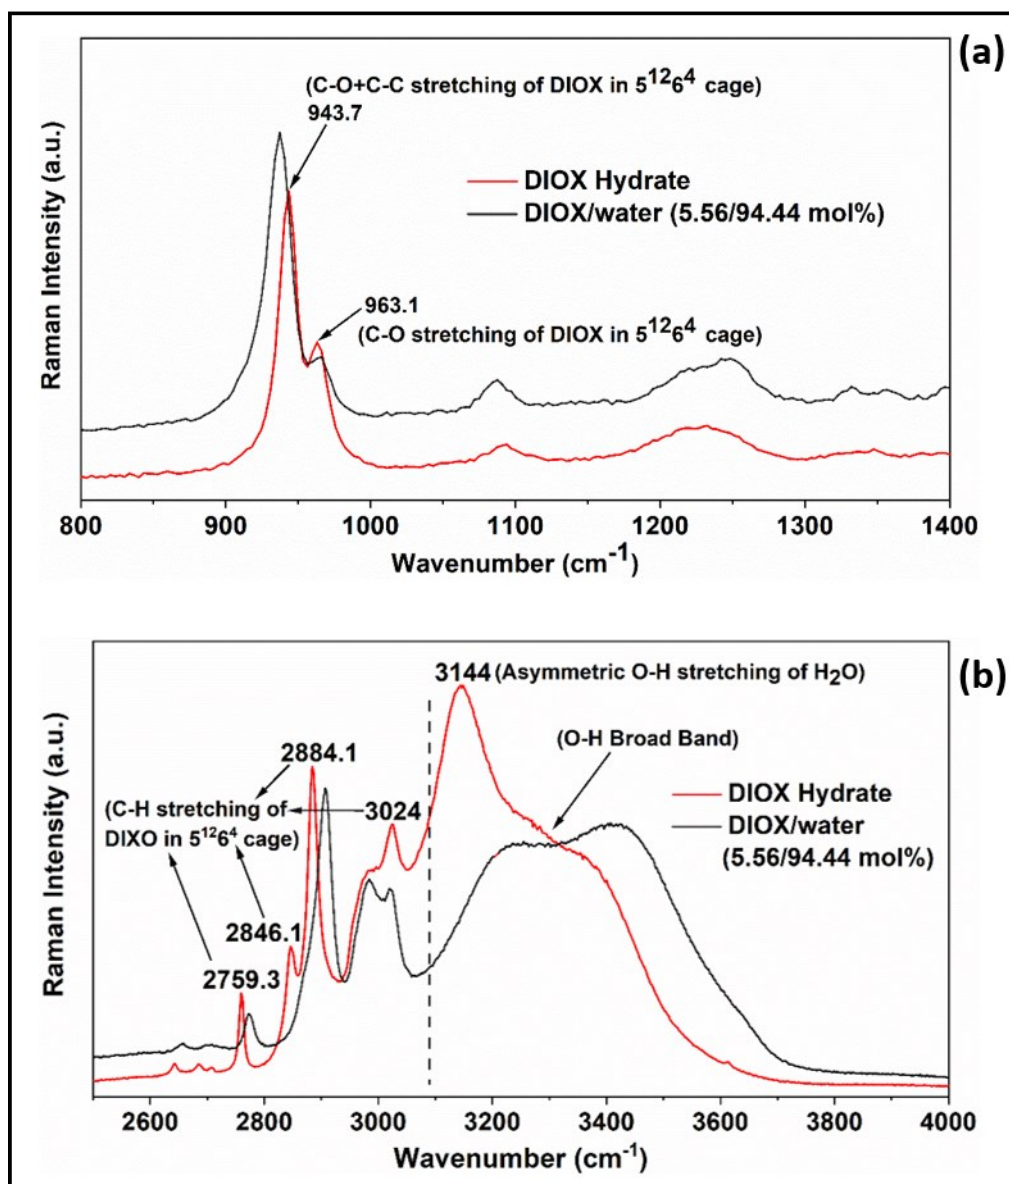 (a)
(C-O+C-C stretching of DIOX in 5¹²6⁴ cage)
943.7
DIOX Hydrate
DIOX/water (5.56/94.44 mol%)
963.1
(C-O stretching of DIOX in 5¹²6⁴ cage)
Raman Intensity (a.u.)
800 900 1000 1100 1200 1300 1400
Wavenumber (cm⁻¹)
(b)
3144 (Asymmetric O-H stretching of H₂O)
(O-H Broad Band)
2884.1
(C-H stretching of
DIXO in 5¹²6⁴ cage)
3024
DIOX Hydrate
DIOX/water
(5.56/94.44 mol%)
2846.1
2759.3
Raman Intensity (a.u.)
2600 2800 3000 3200 3400 3600 3800 4000
Wavenumber (cm⁻¹)